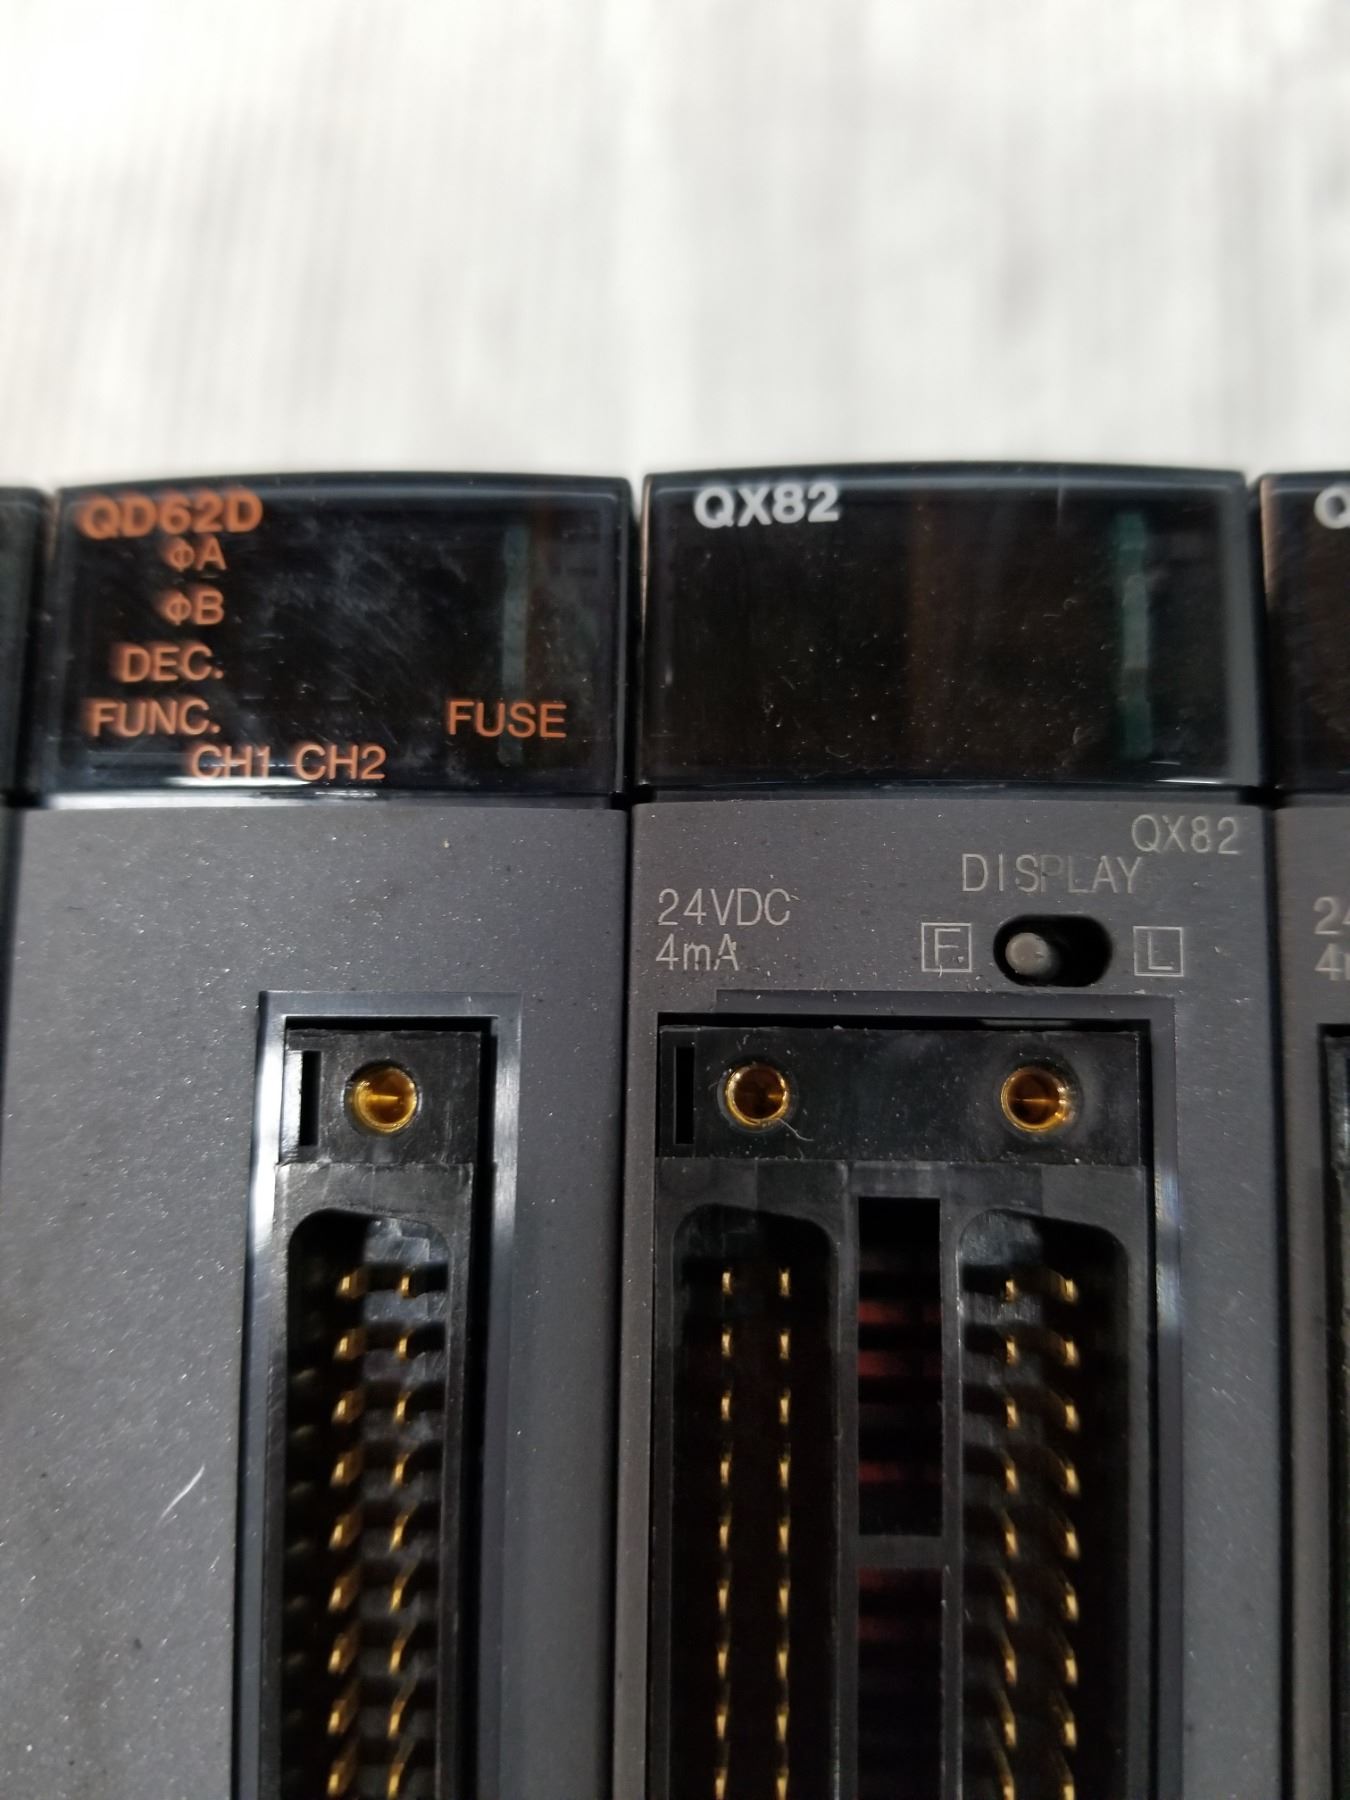 QD62D
ΦA
ΦB
DEC.
FUNC.
FUSE
CH1 CH2
QX82
QX82
DISPLAY
24VDC
4mA
F
L